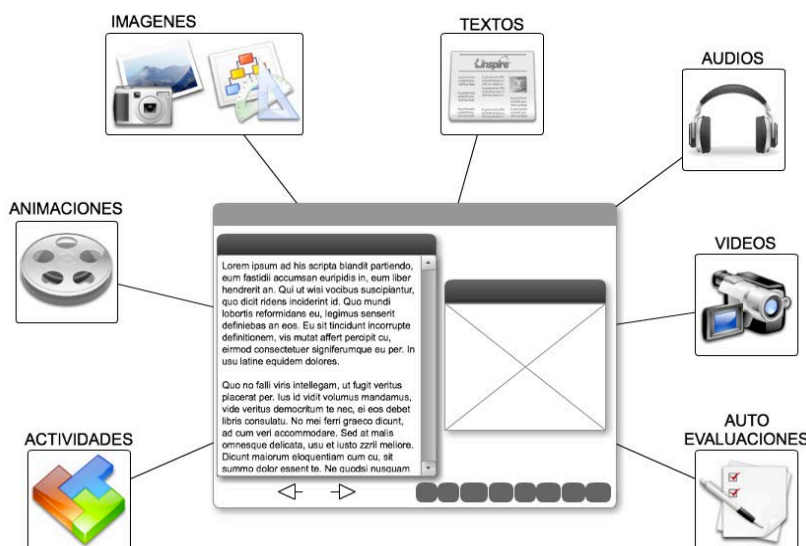 IMAGENES
TEXTOS
AUDIOS
Linspire
ANIMACIONES
VIDEOS
Lorem ipsum ad his scripta blandit partiendo,
eum fastidii accumsan euripidis in, eum liber
hendrerit an. Qui ut wisi vocibus suscipiantur,
quo dicit ridens inciderint id. Quo mundi
lobortis reformidans eu, legimus senserit
definiebas an eos. Eu sit tincidunt incorrupte
definitionem, vis mutat affert percipit cu,
eirmod consectetuer signiferumque eu per. In
usu latine equidem dolores.
Quo no falli viris intellegam, ut fugit veritus
placerat per. Ius id vidit volumus mandamus,
vide veritus democritum te nec, ei eos debet
libris consulatu. No mei ferri graeco dicunt,
ad cum veri accommodare. Sed at malis
omnesque delicata, usu et iusto zzril meliore.
Dicunt maiorum eloquentiam cum cu, sit
summo dolor essent te. Ne quodsi nusquam
ACTIVIDADES
AUTO
EVALUACIONES